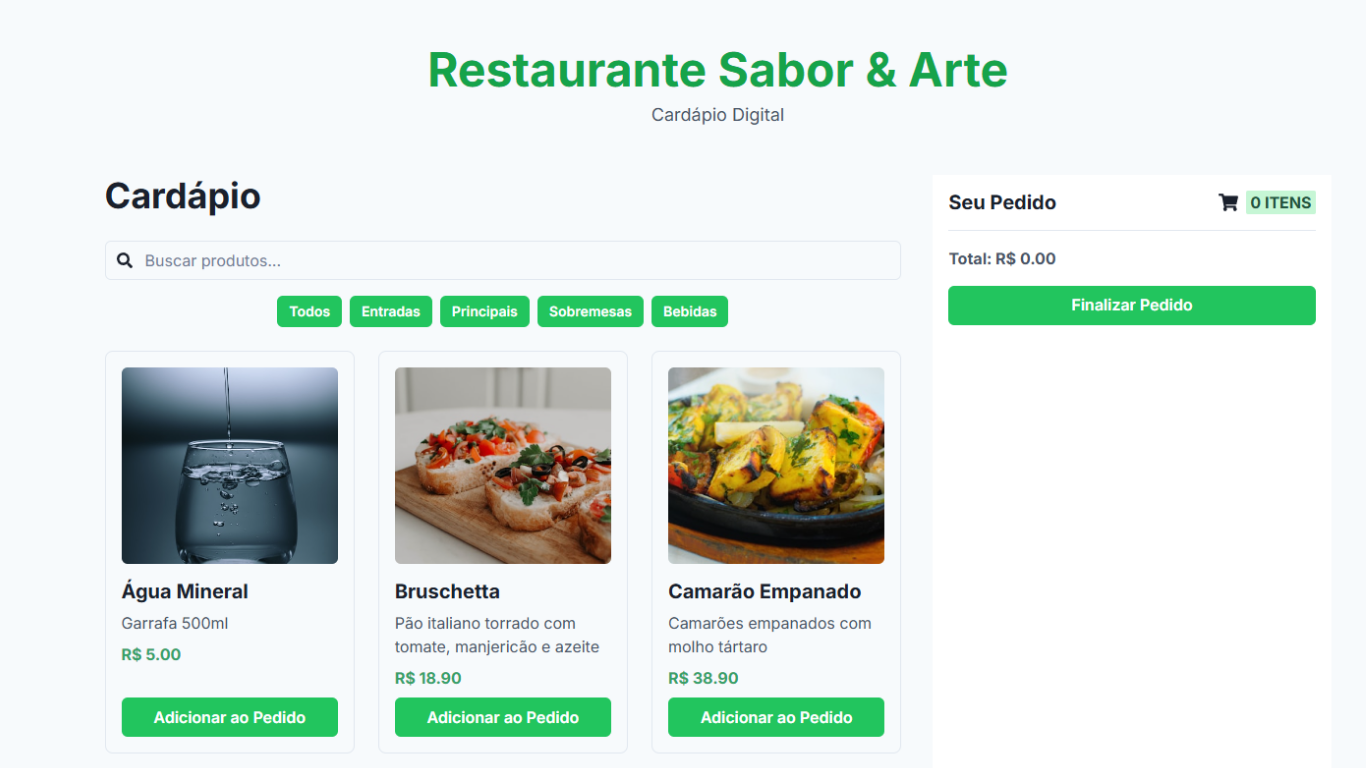 Restaurante Sabor & Arte
Cardápio Digital
Cardápio
Buscar produtos...
Todos
Entradas
Principais
Sobremesas
Bebidas
Água Mineral
Garrafa 500ml
R$ 5.00
Adicionar ao Pedido
Bruschetta
Pão italiano torrado com
tomate, manjericão e azeite
R$ 18.90
Adicionar ao Pedido
Camarão Empanado
Camarões empanados com
molho tártaro
R$ 38.90
Adicionar ao Pedido
Seu Pedido
0 ITENS
Total: R$ 0.00
Finalizar Pedido